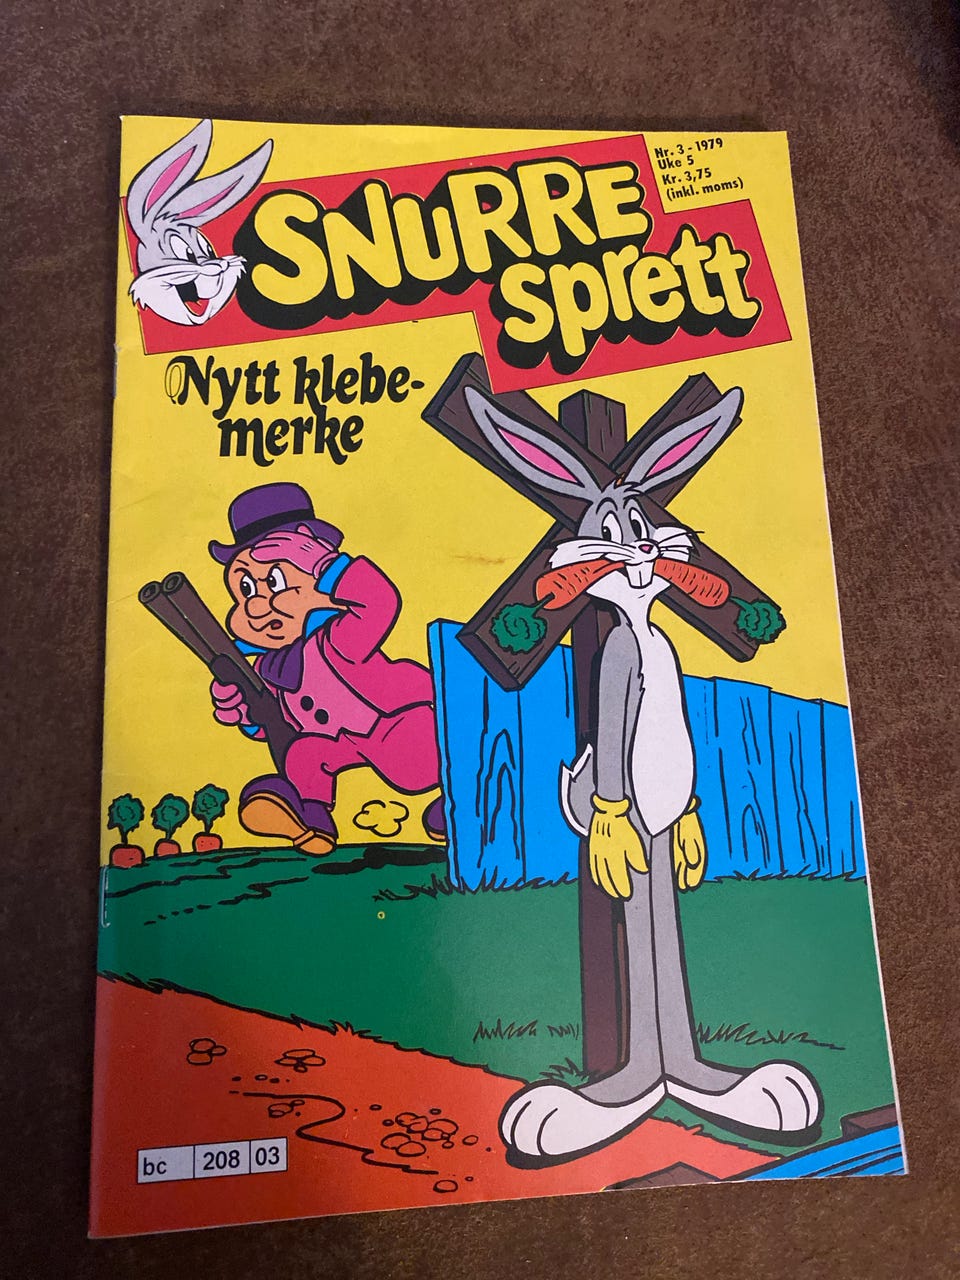 SNURRE
sprett
Nr. 3 - 1979
Uke 5
Kr. 3,75
(inkl. moms)
Nytt klebe-
merke
bc 208 03